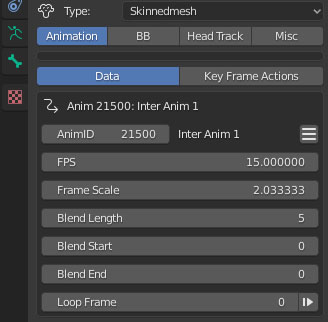 Type: Skinnedmesh
Animation BB Head Track Misc
Data Key Frame Actions
Anim 21500: Inter Anim 1
AnimID 21500 Inter Anim 1
FPS 15.000000
Frame Scale 2.033333
Blend Length 5
Blend Start 0
Blend End 0
Loop Frame 0